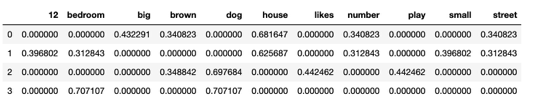 12 bedroom big brown dog house likes number play small street
0 0.000000 0.000000 0.432291 0.340823 0.000000 0.681647 0.000000 0.340823 0.000000 0.000000 0.340823
1 0.396802 0.312843 0.000000 0.000000 0.000000 0.625687 0.000000 0.312843 0.000000 0.396802 0.312843
2 0.000000 0.000000 0.000000 0.348842 0.697684 0.000000 0.442462 0.000000 0.442462 0.000000 0.000000
3 0.000000 0.707107 0.000000 0.000000 0.707107 0.000000 0.000000 0.000000 0.000000 0.000000 0.000000